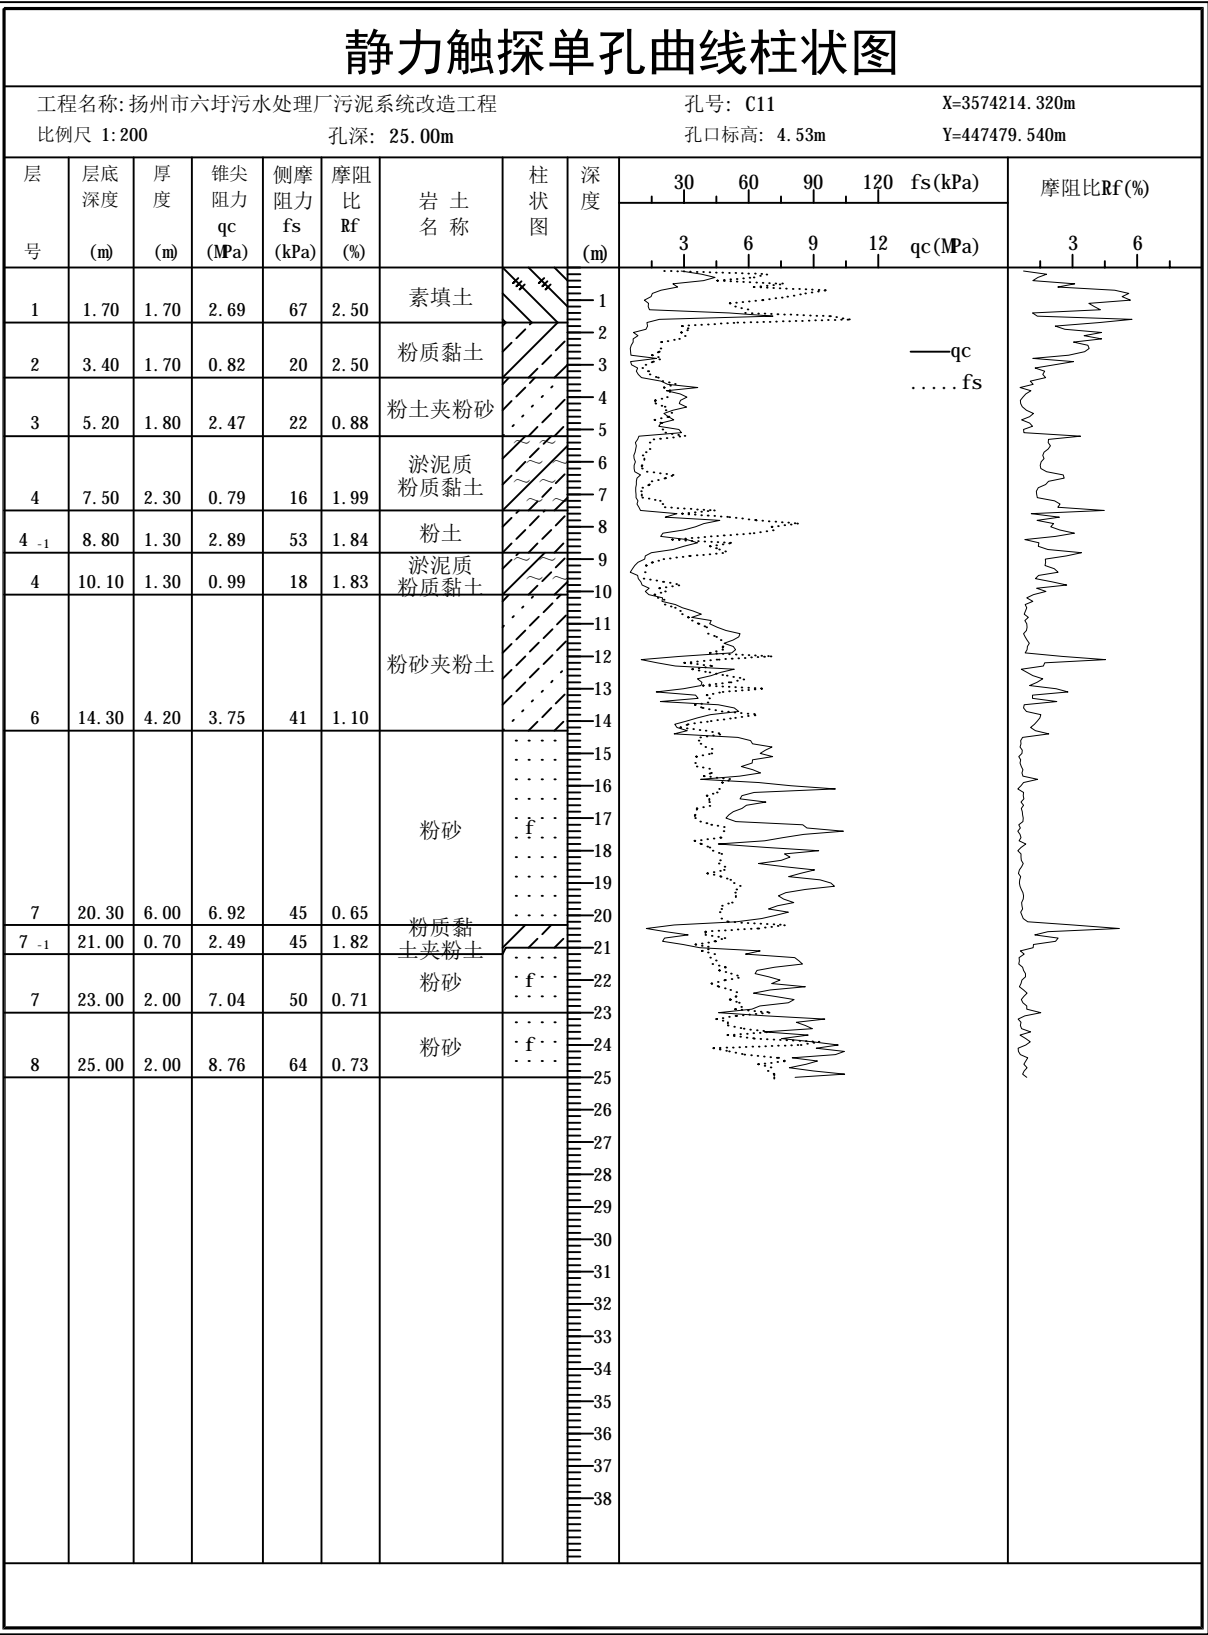 静力触探单孔曲线柱状图
工程名称:扬州市六圩污水处理厂污泥系统改造工程 孔号: C11 X=3574214.320m
比例尺 1:200 孔深: 25.00m 孔口标高: 4.53m Y=447479.540m
层号 层底深度(m) 厚度(m) 锥尖阻力qc(MPa) 侧摩阻力fs(kPa) 摩阻比Rf(%) 岩土名称 柱状图 深度(m)
30 60 90 120 fs(kPa)
3 6 9 12 qc(MPa)
摩阻比Rf(%)
3 6
1 1.70 1.70 2.69 67 2.50 素填土
2 3.40 1.70 0.82 20 2.50 粉质黏土
3 5.20 1.80 2.47 22 0.88 粉土夹粉砂
4 7.50 2.30 0.79 16 1.99 淤泥质粉质黏土
4-1 8.80 1.30 2.89 53 1.84 粉土
4 10.10 1.30 0.99 18 1.83 淤泥质粉质黏土
6 14.30 4.20 3.75 41 1.10 粉砂夹粉土
7 20.30 6.00 6.92 45 0.65 粉砂 f
7-1 21.00 0.70 2.49 45 1.82 粉质黏土夹粉土
7 23.00 2.00 7.04 50 0.71 粉砂 f
8 25.00 2.00 8.76 64 0.73 粉砂 f
1
2
3
4
5
6
7
8
9
10
11
12
13
14
15
16
17
18
19
20
21
22
23
24
25
26
27
28
29
30
31
32
33
34
35
36
37
38
qc
.....fs